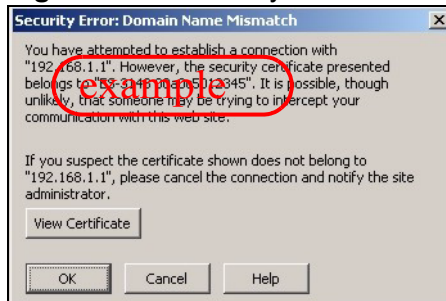 Security Error: Domain Name Mismatch
You have attempted to establish a connection with
"192.168.1.1". However, the security certificate presented
belongs to It is possible, though
unlikely, that someone may be trying to intercept your
communication with this web site.
example
If you suspect the certificate shown does not belong to
"192.168.1.1", please cancel the connection and notify the site
administrator.
View Certificate
OK Cancel Help